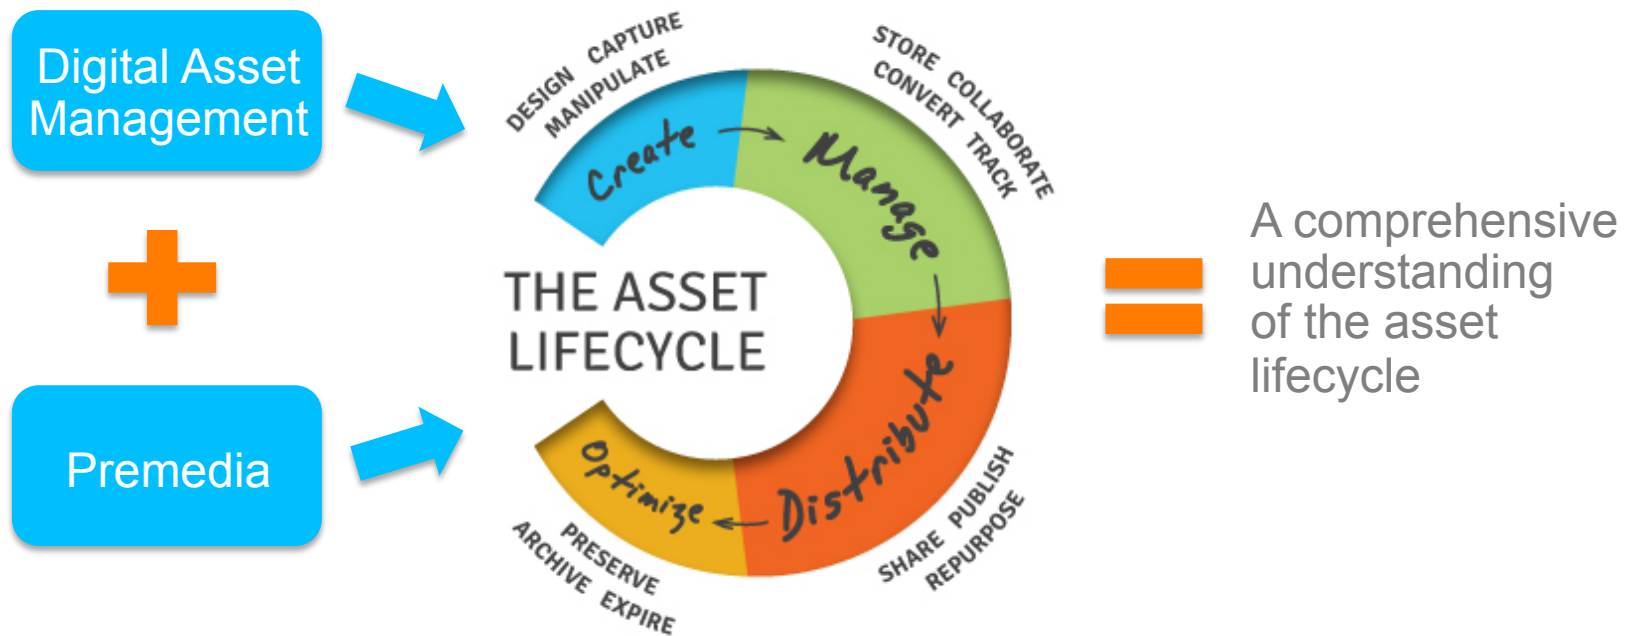 Digital Asset
Management
Premedia
DESIGN CAPTURE
MANIPULATE
STORE COLLABORATE
CONVERT TRACK
Create
Manage
Distribute
Optimize
THE ASSET
LIFECYCLE
SHARE PUBLISH
REPURPOSE
PRESERVE
ARCHIVE EXPIRE
A comprehensive
understanding
of the asset
lifecycle